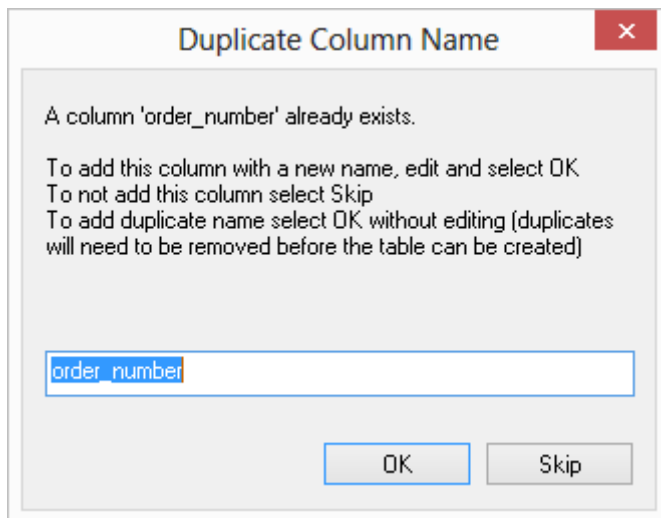 Duplicate Column Name
A column 'order_number' already exists.
To add this column with a new name, edit and select OK
To not add this column select Skip
To add duplicate name select OK without editing (duplicates
will need to be removed before the table can be created)
order_number
OK Skip